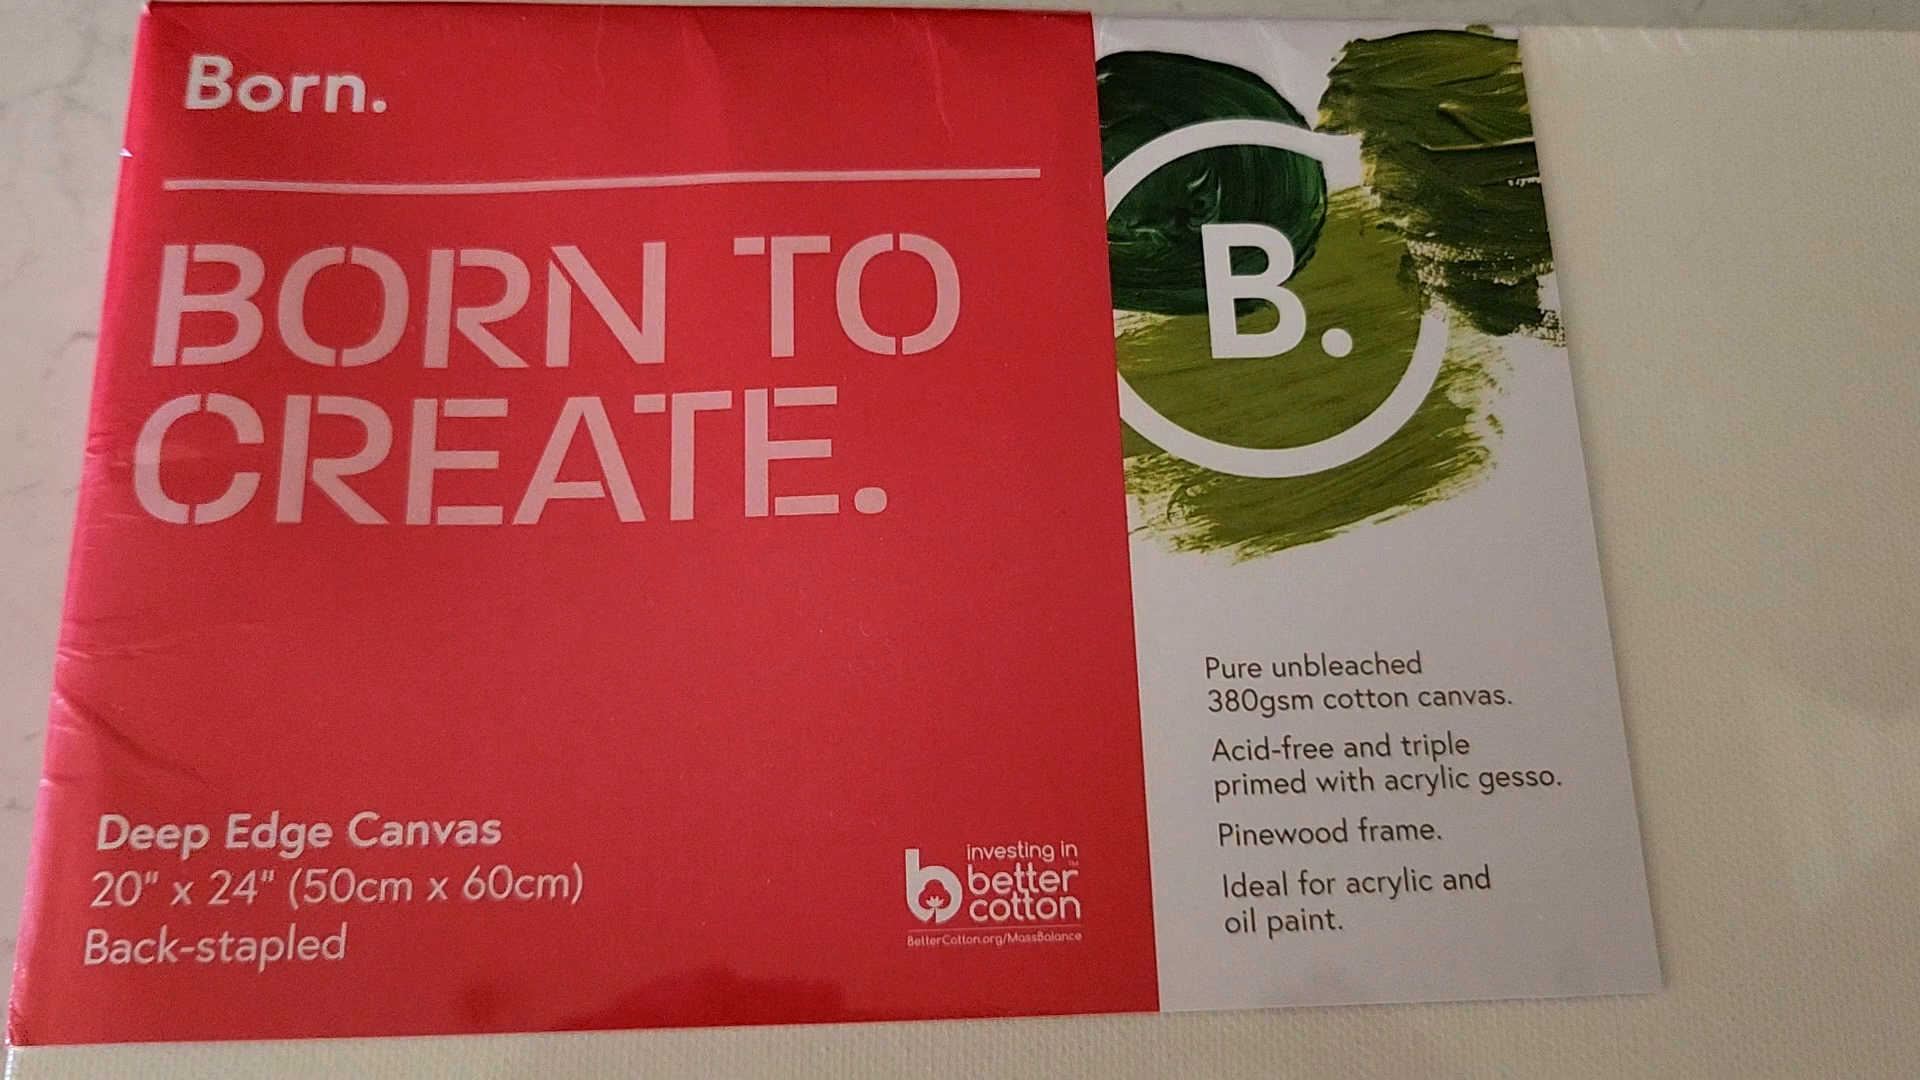 Born.
BORN TO
CREATE.
Deep Edge Canvas
20" x 24" (50cm x 60cm)
Back-stapled
investing in
better™
cotton
BetterCotton.org/MassBalance
B.
Pure unbleached
380gsm cotton canvas.
Acid-free and triple
primed with acrylic gesso.
Pinewood frame.
Ideal for acrylic and
oil paint.